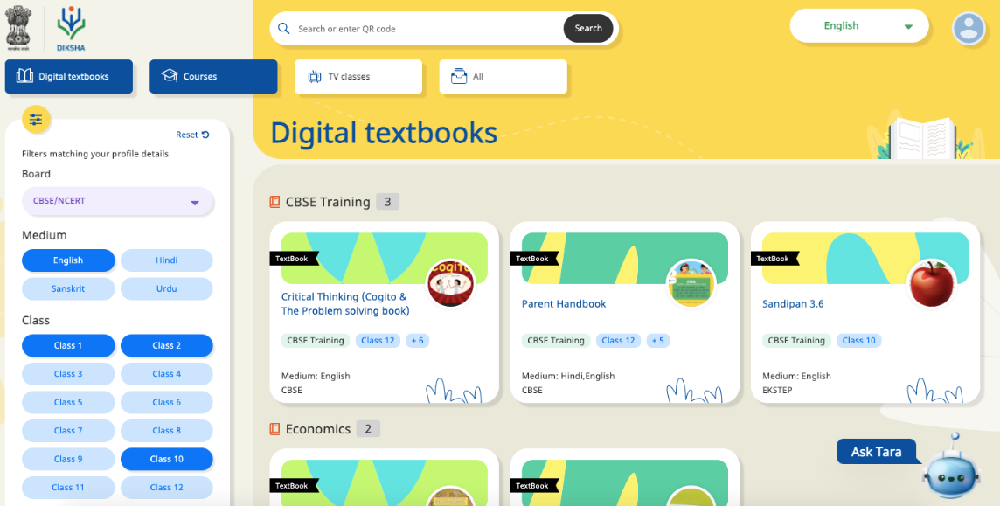 DIKSHA
Search or enter QR code
Search
English
Digital textbooks
Courses
TV classes
All
Digital textbooks
Reset
Filters matching your profile details
Board
CBSE/NCERT
Medium
English
Hindi
Sanskrit
Urdu
Class
Class 1
Class 2
Class 3
Class 4
Class 5
Class 6
Class 7
Class 8
Class 9
Class 10
Class 11
Class 12
CBSE Training 3
TextBook
Cogito
Critical Thinking (Cogito &
The Problem solving book)
CBSE Training
Class 12
+ 6
Medium: English
CBSE
TextBook
Parent Handbook
CBSE Training
Class 12
+ 5
Medium: Hindi,English
CBSE
TextBook
Sandipan 3.6
CBSE Training
Class 10
Medium: English
EKSTEP
Economics 2
TextBook
TextBook
Ask Tara